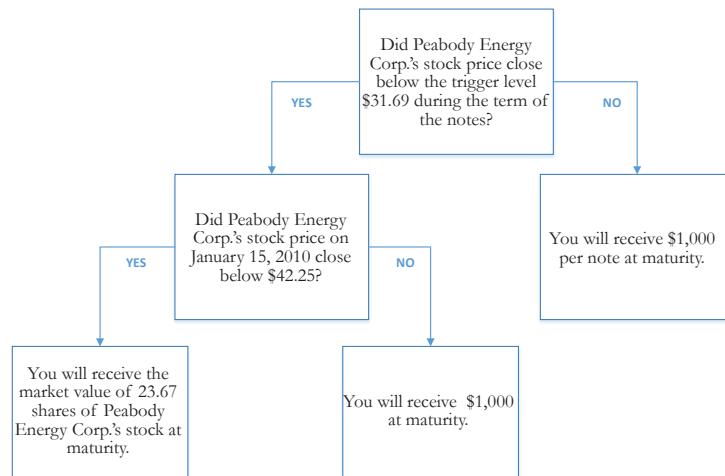 Did Peabody Energy
Corp.'s stock price close
below the trigger level
$31.69 during the term of
the notes?
YES
NO
Did Peabody Energy
Corp.'s stock price on
January 15, 2010 close
below $42.25?
You will receive $1,000
per note at maturity.
YES
NO
You will receive the
market value of 23.67
shares of Peabody
Energy Corp.'s stock at
maturity.
You will receive $1,000
at maturity.